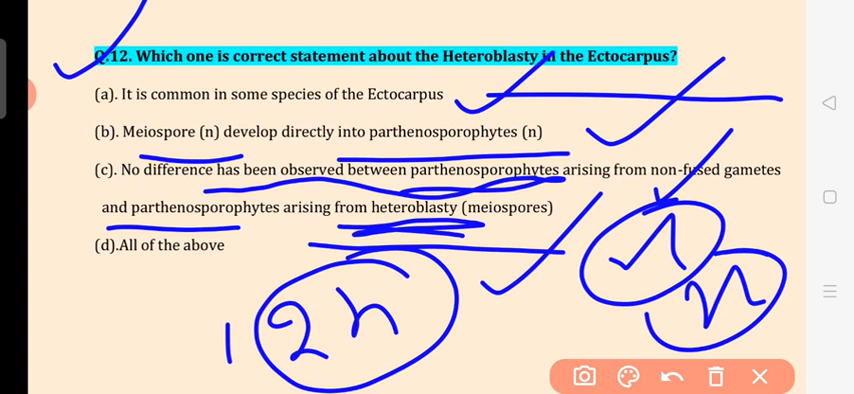 Q.12. Which one is correct statement about the Heteroblasty in the Ectocarpus?
(a). It is common in some species of the Ectocarpus
(b). Meiospore (n) develop directly into parthenosporophytes (n)
(c). No difference has been observed between parthenosporophytes arising from non-fused gametes
and parthenosporophytes arising from heteroblasty (meiospores)
(d).All of the above
2n
n